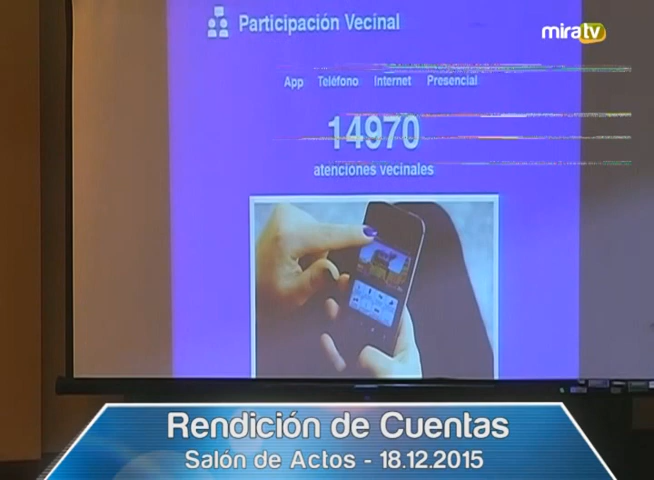 Participación Vecinal
miratv
App Teléfono Internet Presencial
14970
atenciones vecinales
Rendición de Cuentas
Salón de Actos - 18.12.2015